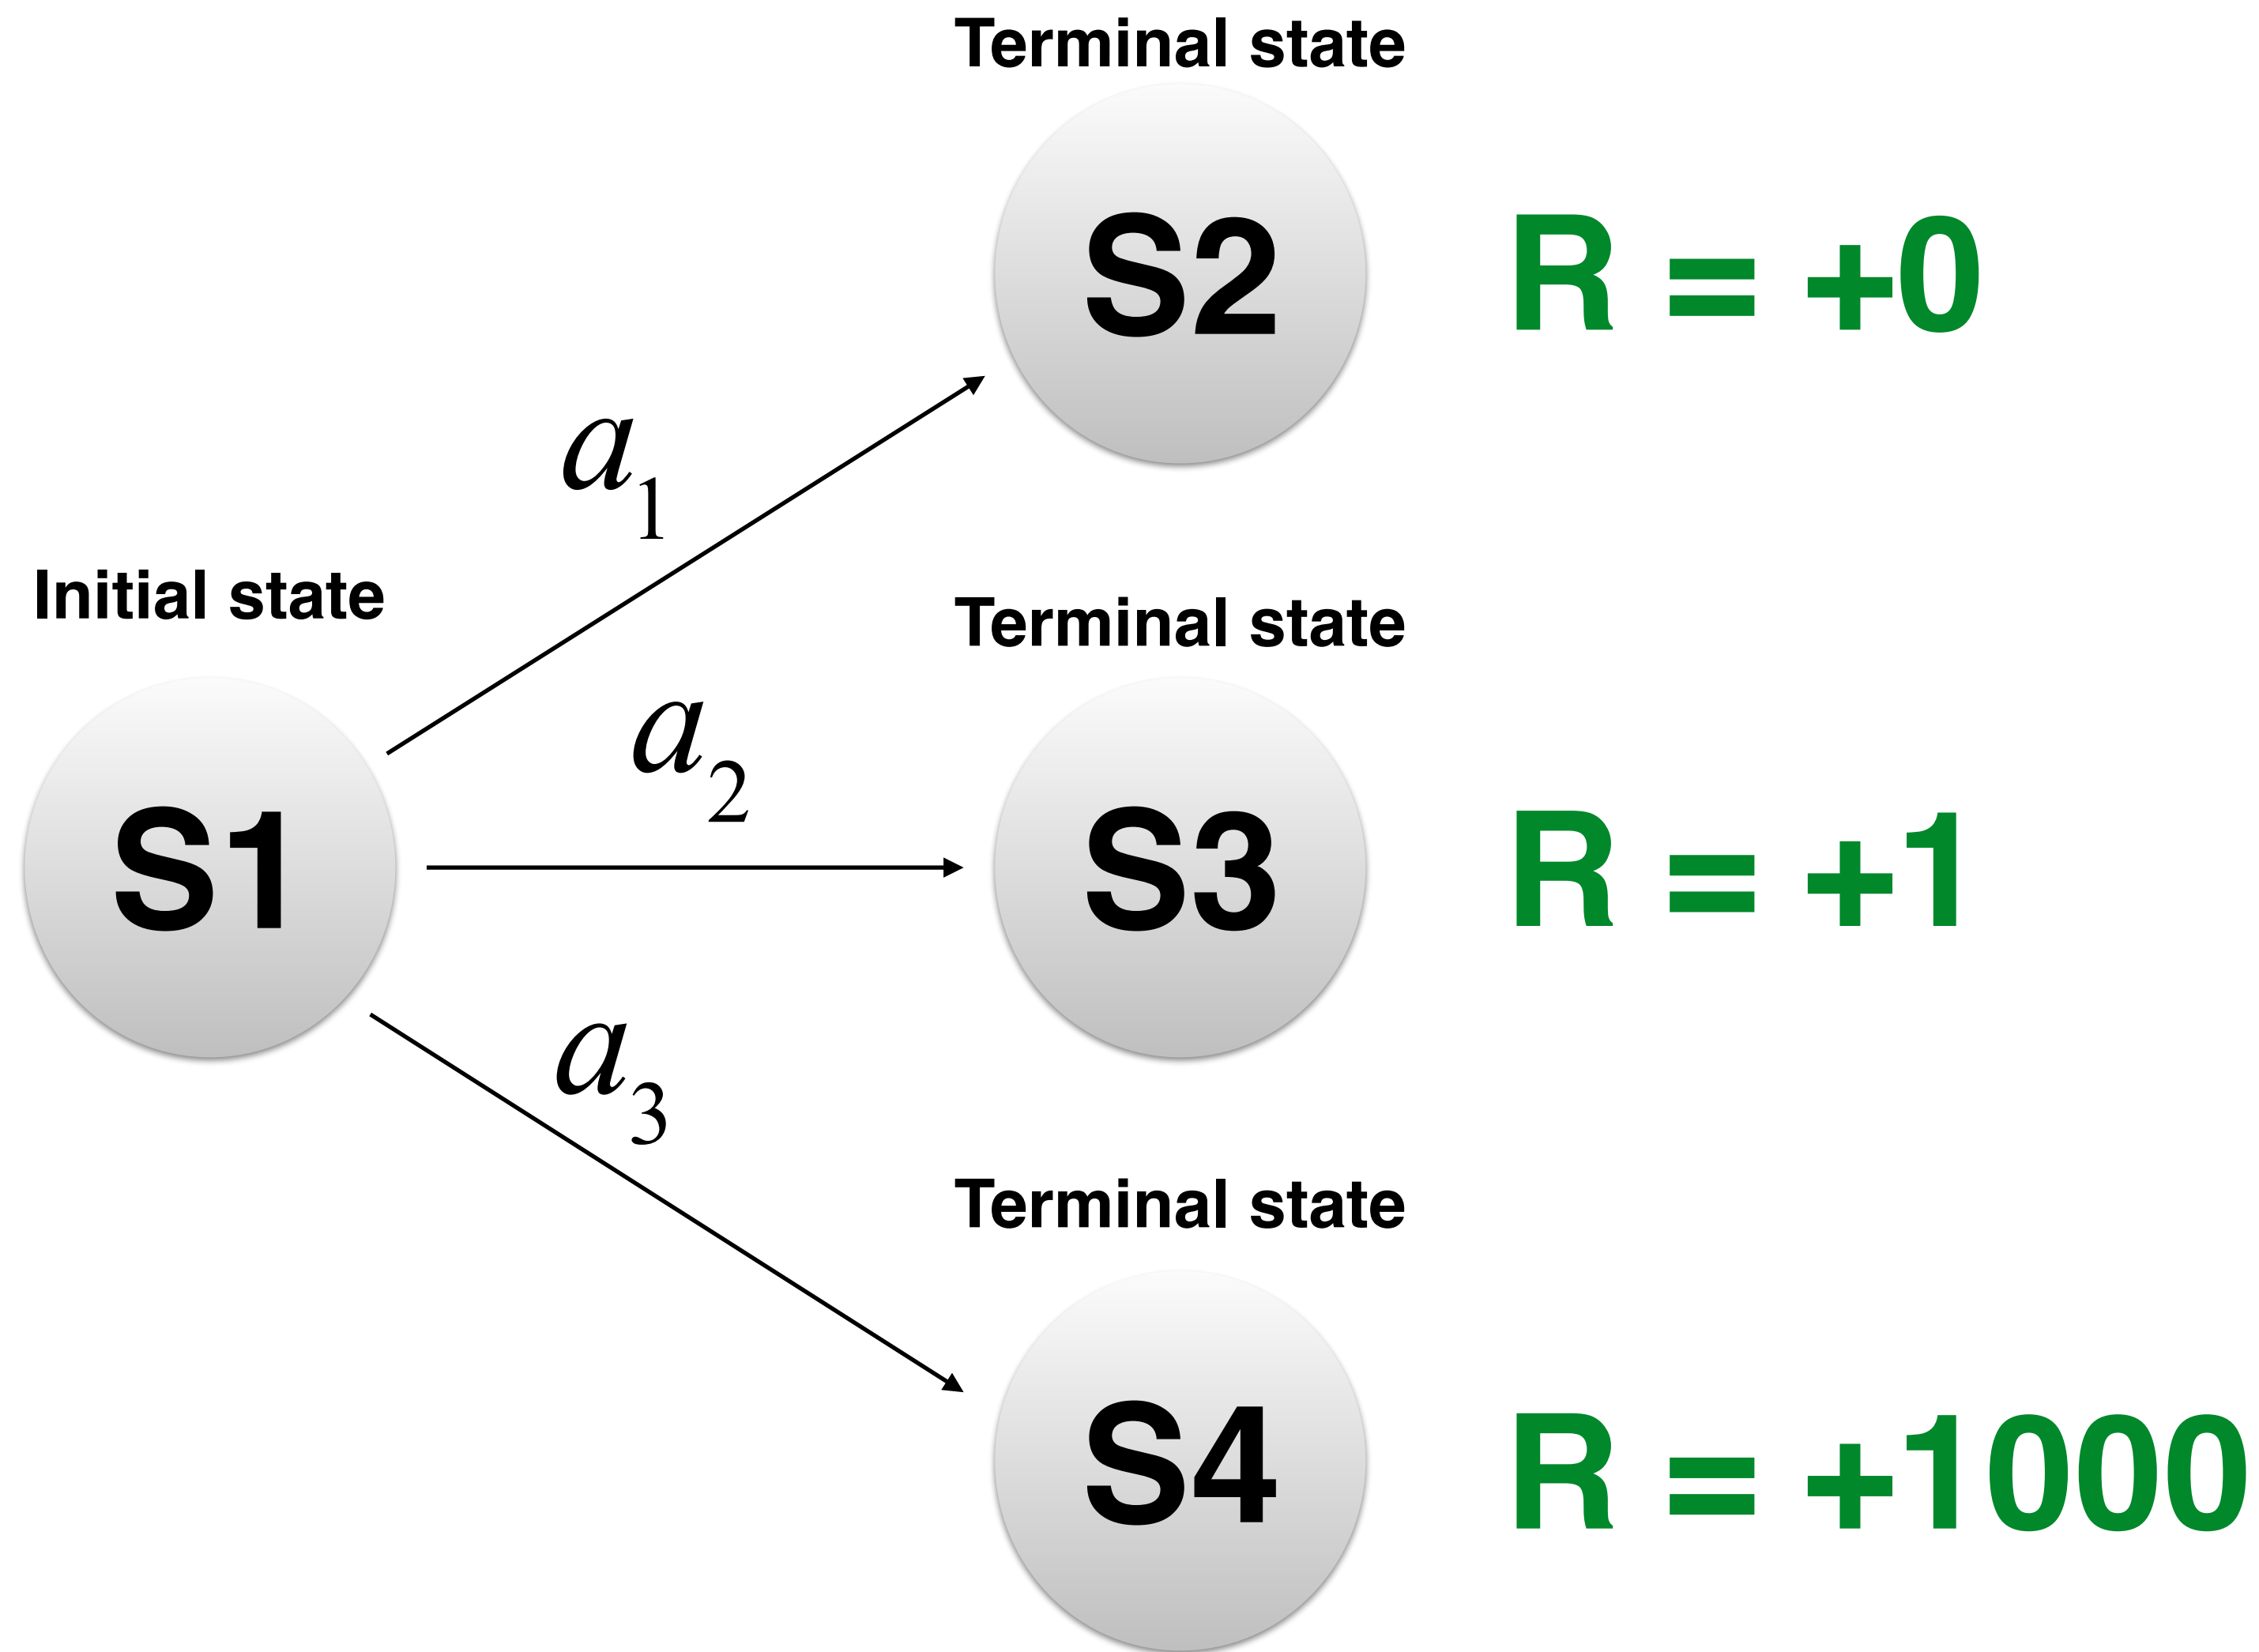 Terminal state
S2
R = +0
a1
Initial state
Terminal state
a2
S1
S3
R = +1
a3
Terminal state
S4
R = +1000